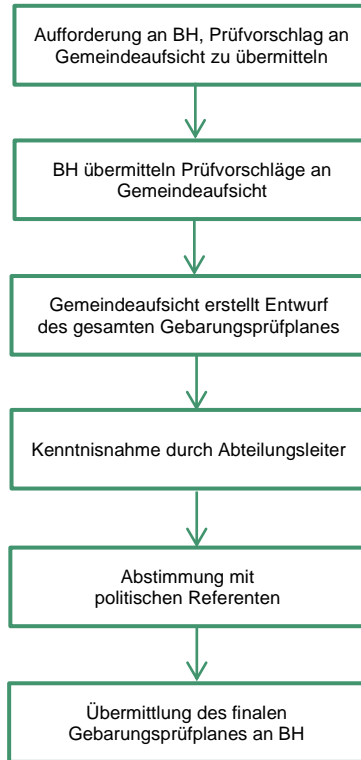 Aufforderung an BH, Prüfvorschlag an
Gemeindeaufsicht zu übermitteln
BH übermitteln Prüfvorschläge an
Gemeindeaufsicht
Gemeindeaufsicht erstellt Entwurf
des gesamten Gebarungsprüfplanes
Kenntnisnahme durch Abteilungsleiter
Abstimmung mit
politischen Referenten
Übermittlung des finalen
Gebarungsprüfplanes an BH